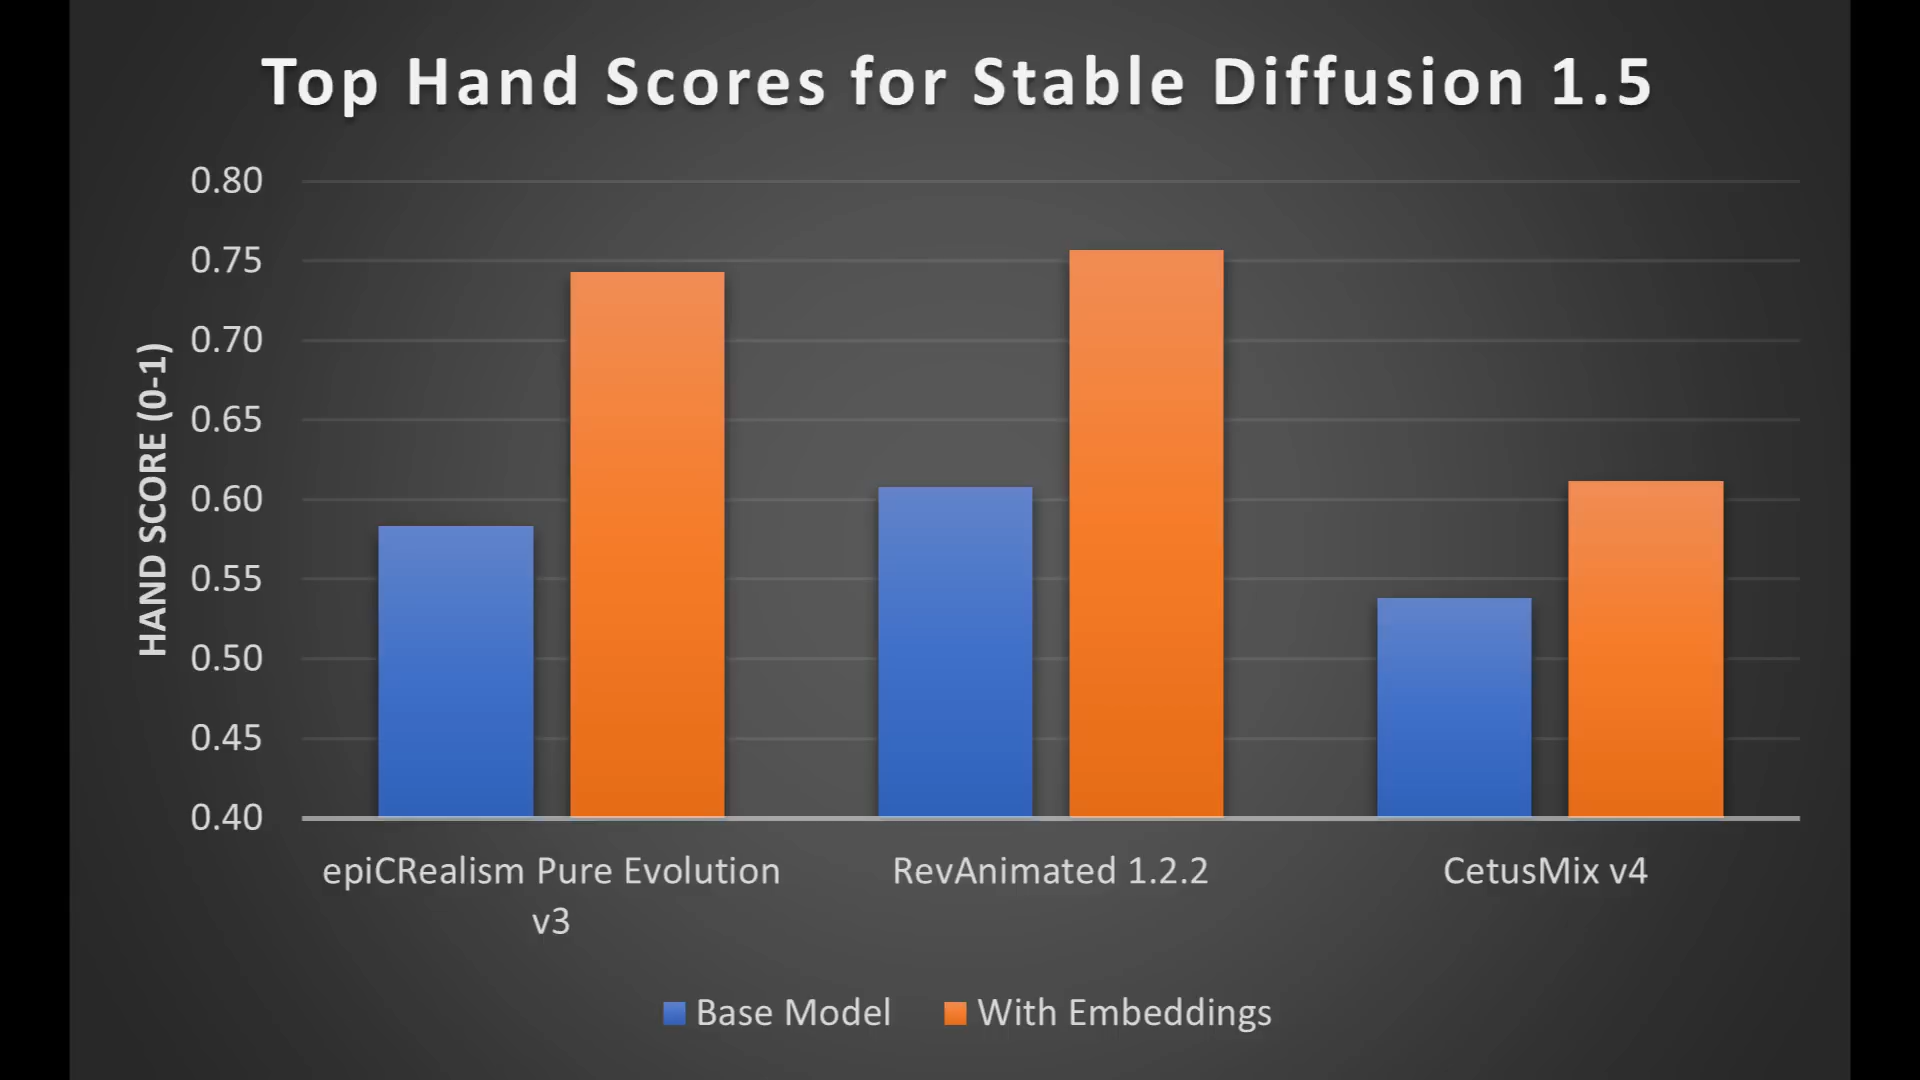 Top Hand Scores for Stable Diffusion 1.5
HAND SCORE (0-1)
0.80
0.75
0.70
0.65
0.60
0.55
0.50
0.45
0.40
epiCRealism Pure Evolution
v3
RevAnimated 1.2.2
CetusMix v4
Base Model
With Embeddings